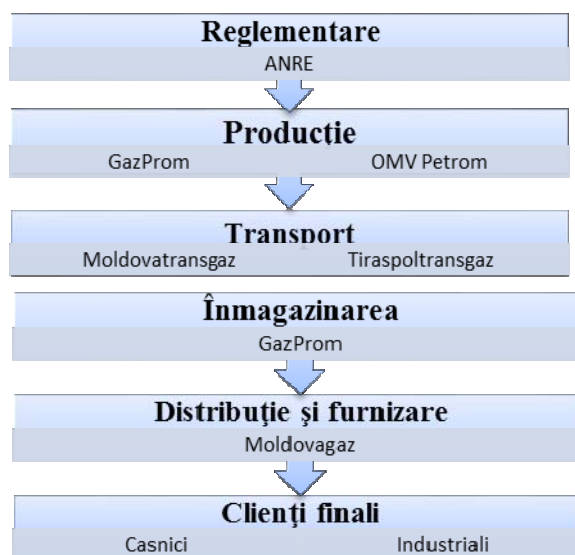 Reglementare
ANRE
Producţie
GazProm OMV Petrom
Transport
Moldovatransgaz Tiraspoltransgaz
Înmagazinarea
GazProm
Distribuţie şi furnizare
Moldovagaz
Clienţi finali
Casnici Industriali